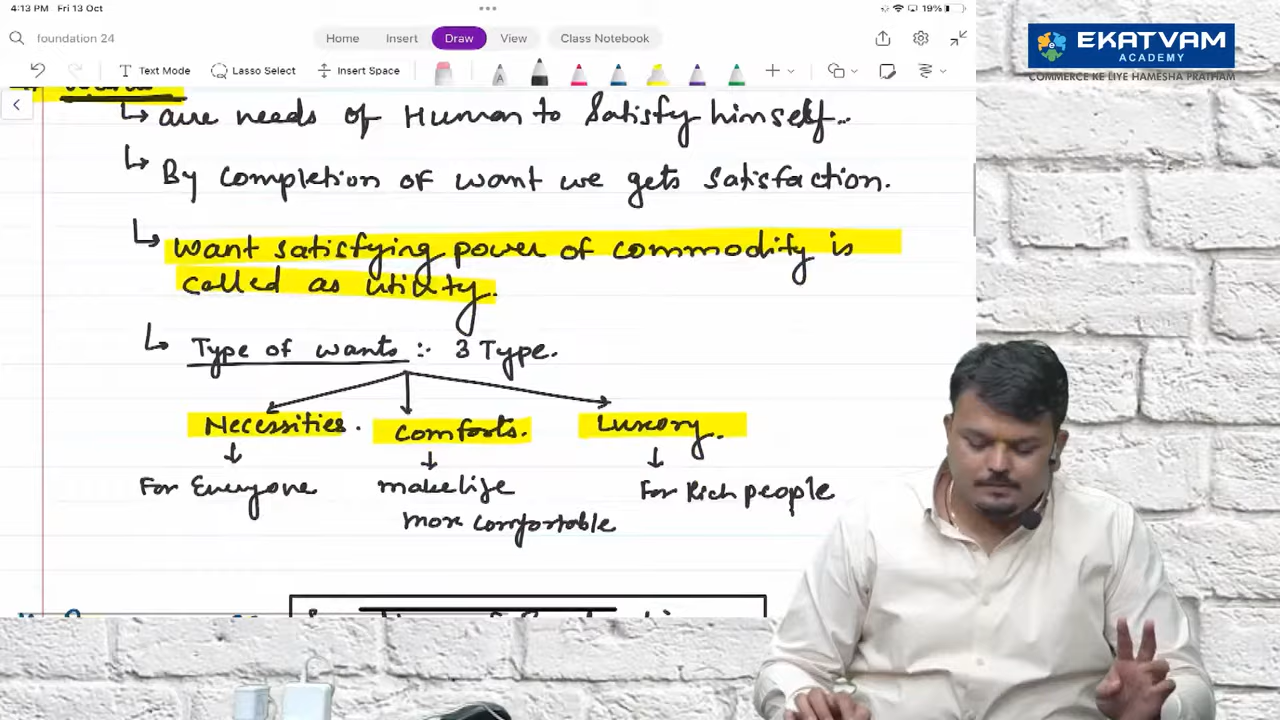 4:13 PM Fri 13 Oct
19%
foundation 24
Home Insert Draw View Class Notebook
Text Mode Lasso Select Insert Space
EKATVAM
ACADEMY
COMMERCE KE LIYE HAMESHA PRATHAM
are needs of Human to Satisfy himself..
By completion of want we gets satisfaction.
want satisfying power of commodity is
called as utility.
Type of wants :- 3 Type.
Necessities. Comforts. Luxory.
For Everyone make life For Rich people
more comfortable